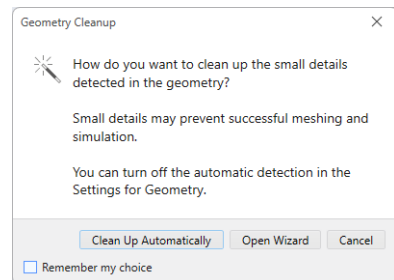 Geometry Cleanup
How do you want to clean up the small details
detected in the geometry?
Small details may prevent successful meshing and
simulation.
You can turn off the automatic detection in the
Settings for Geometry.
Clean Up Automatically Open Wizard Cancel
Remember my choice